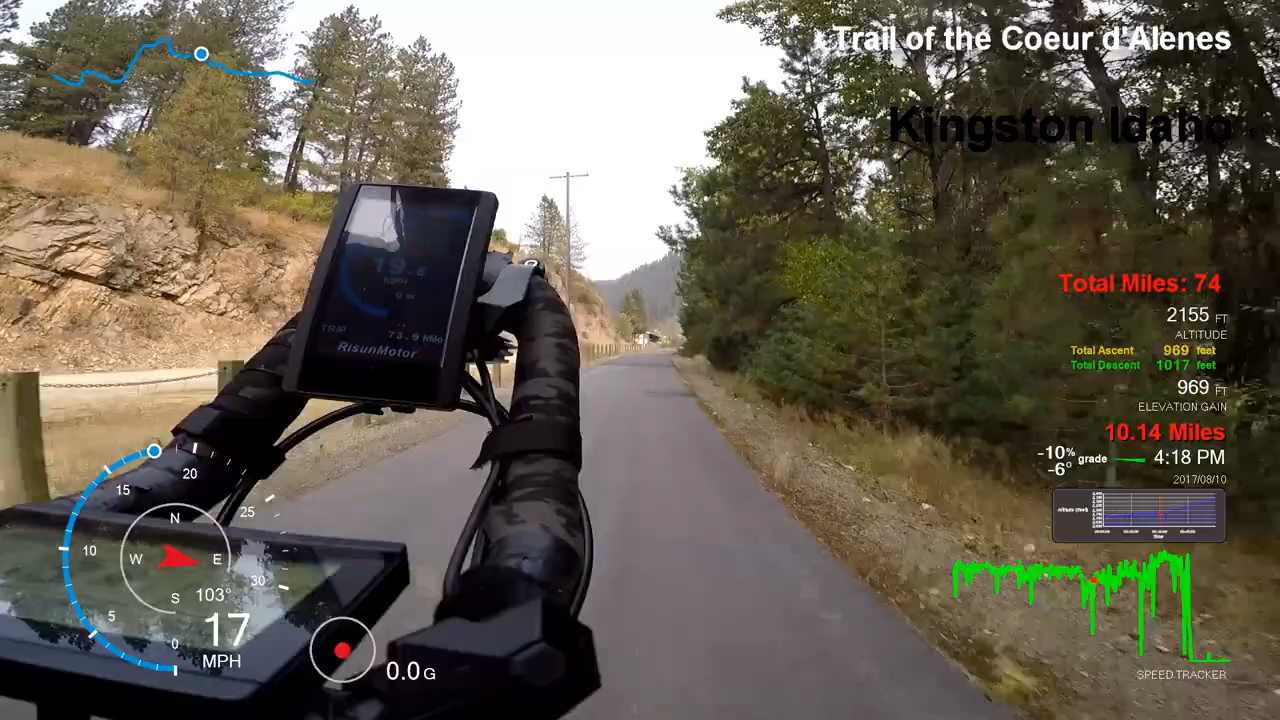 Trail of the Coeur d'Alenes
Kingston Idaho
TRIP 73.9 Mile
RisunMotor
Total Miles: 74
2155 FT
ALTITUDE
Total Ascent 969 feet
Total Descent 1017 feet
969 FT
ELEVATION GAIN
10.14 Miles
-10% grade
-6°
4:18 PM
2017/08/10
SPEED TRACKER
0
5
10
15
20
25
30
N
W
E
S
103°
17
MPH
0.0G